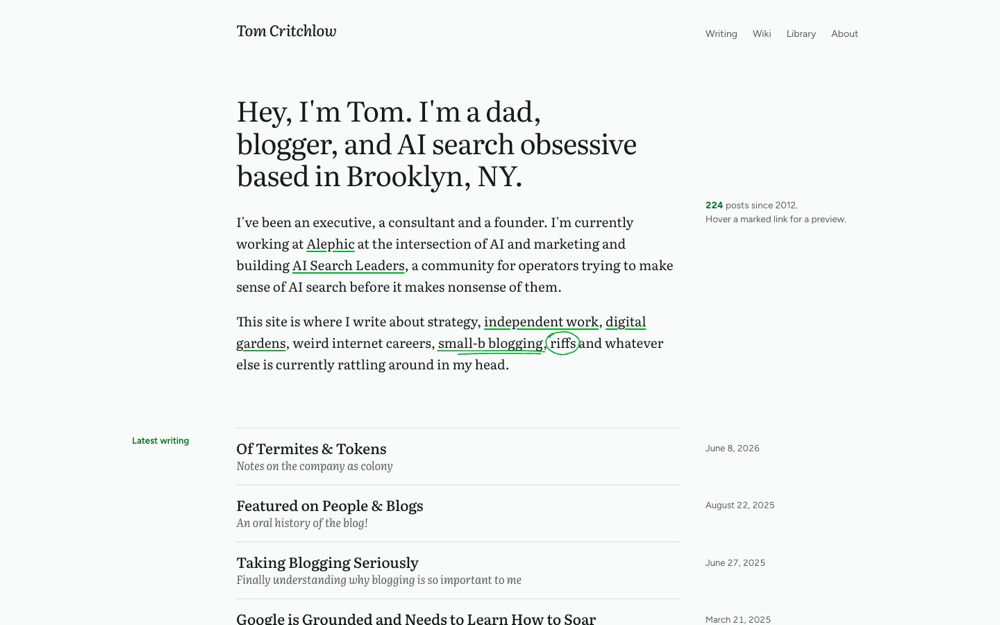 Tom Critchlow
Writing Wiki Library About
Hey, I'm Tom. I'm a dad,
blogger, and AI search obsessive
based in Brooklyn, NY.
224 posts since 2012.
Hover a marked link for a preview.
I've been an executive, a consultant and a founder. I'm currently
working at Alephic at the intersection of AI and marketing and
building AI Search Leaders, a community for operators trying to make
sense of AI search before it makes nonsense of them.
This site is where I write about strategy, independent work, digital
gardens, weird internet careers, small-b blogging, riffs and whatever
else is currently rattling around in my head.
Latest writing
Of Termites & Tokens
Notes on the company as colony
June 8, 2026
Featured on People & Blogs
An oral history of the blog!
August 22, 2025
Taking Blogging Seriously
Finally understanding why blogging is so important to me
June 27, 2025
Google is Grounded and Needs to Learn How to Soar
March 21, 2025